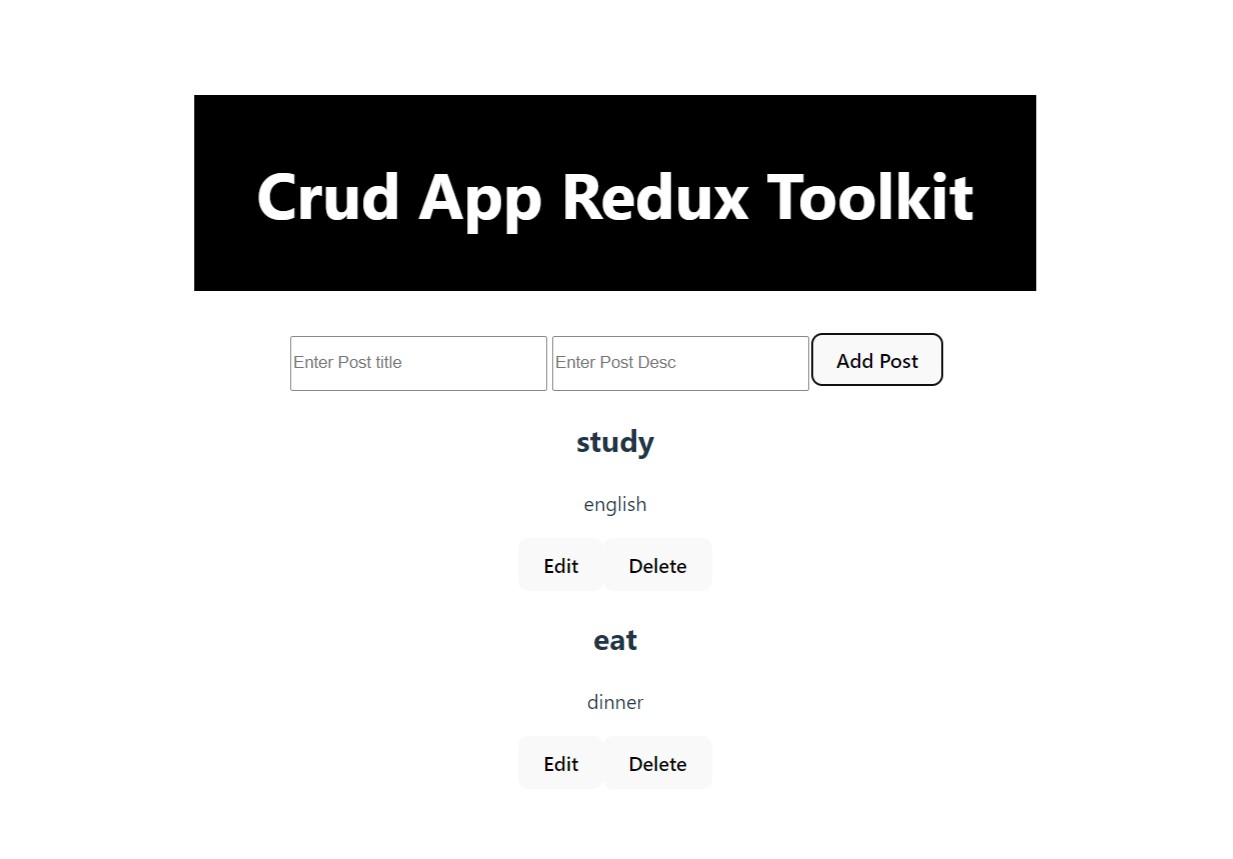 Crud App Redux Toolkit
Enter Post title Enter Post Desc Add Post
study
english
Edit Delete
eat
dinner
Edit Delete